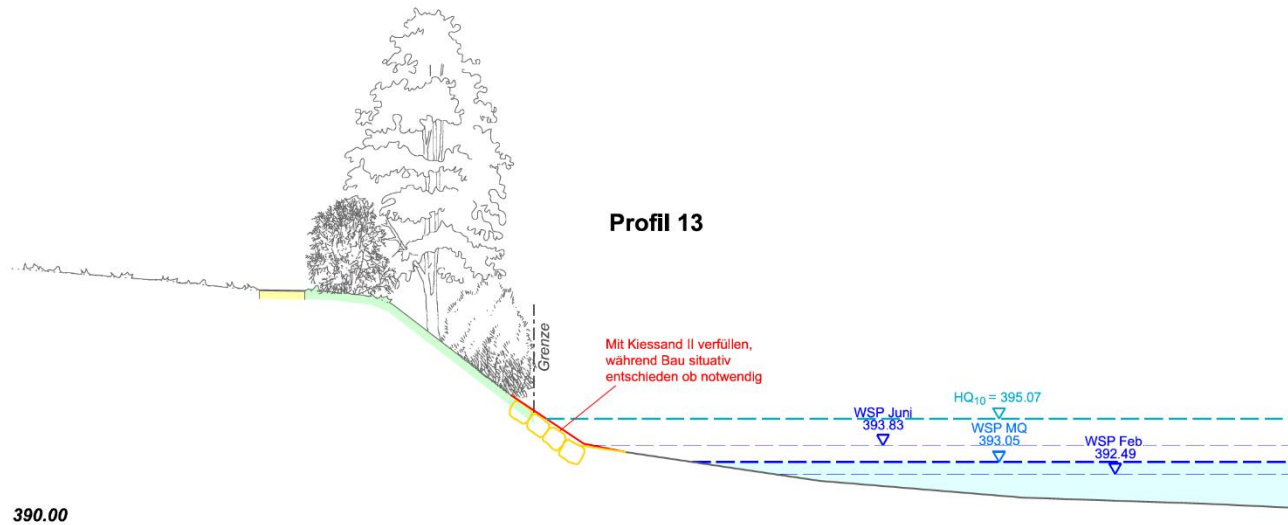 Profil 13
Grenze
Mit Kiessand II verfüllen,
während Bau situativ
entschieden ob notwendig
HQ10 = 395.07
WSP Juni
393.83
WSP MQ
393.05
WSP Feb
392.49
390.00